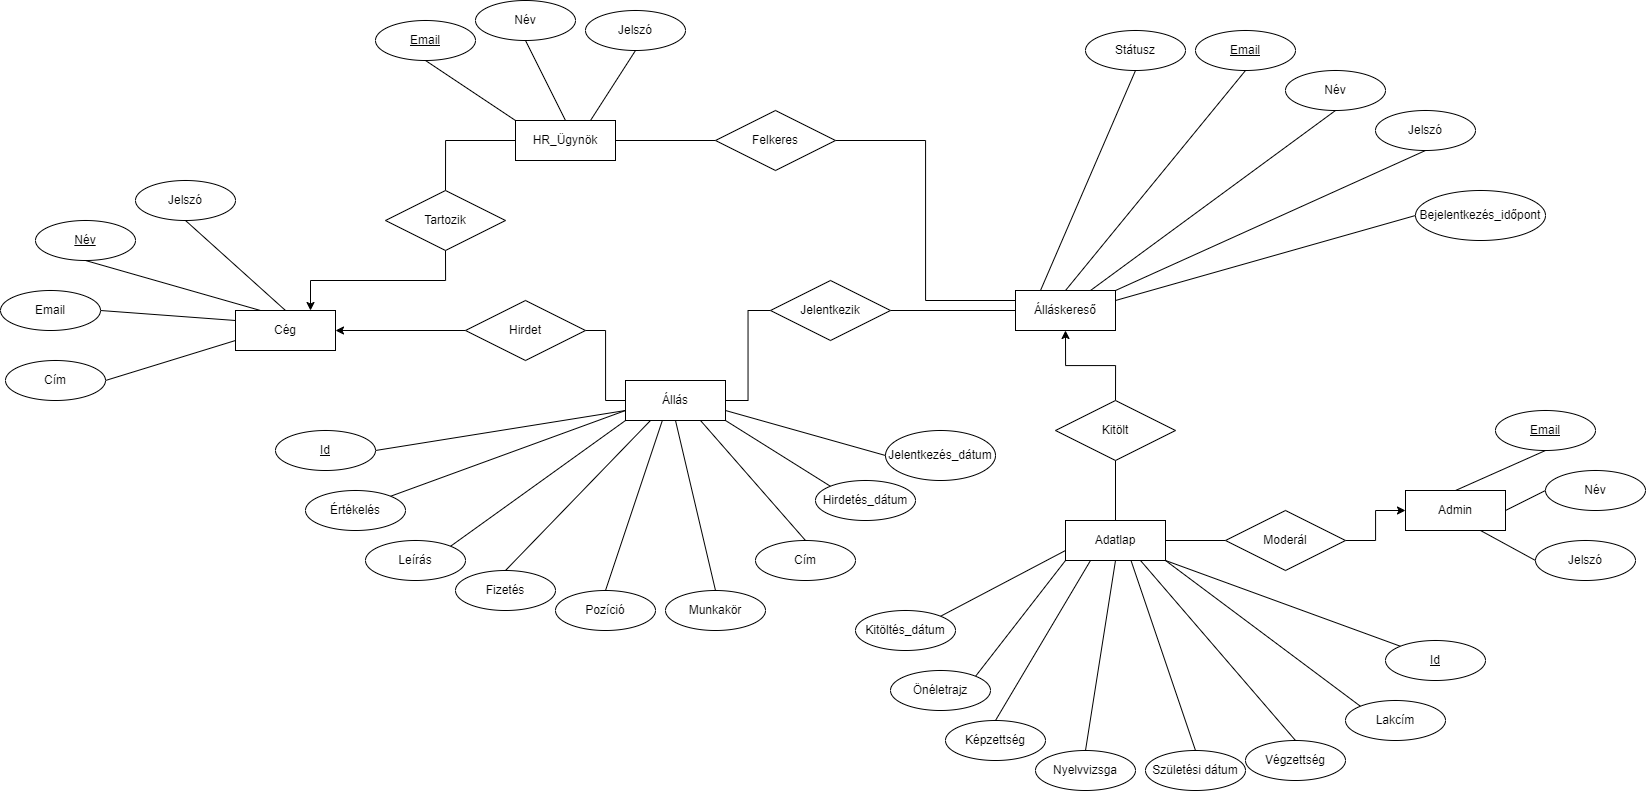 Email
Név
Jelszó
HR_Ügynök
Felkeres
Státusz
Email
Név
Jelszó
Bejelentkezés_időpont
Álláskereső
Tartozik
Jelszó
Név
Email
Cím
Cég
Hirdet
Jelentkezik
Állás
Id
Értékelés
Leírás
Fizetés
Pozíció
Munkakör
Cím
Hirdetés_dátum
Jelentkezés_dátum
Kitölt
Adatlap
Moderál
Admin
Email
Név
Jelszó
Kitöltés_dátum
Önéletrajz
Képzettség
Nyelvvizsga
Születési dátum
Végzettség
Lakcím
Id